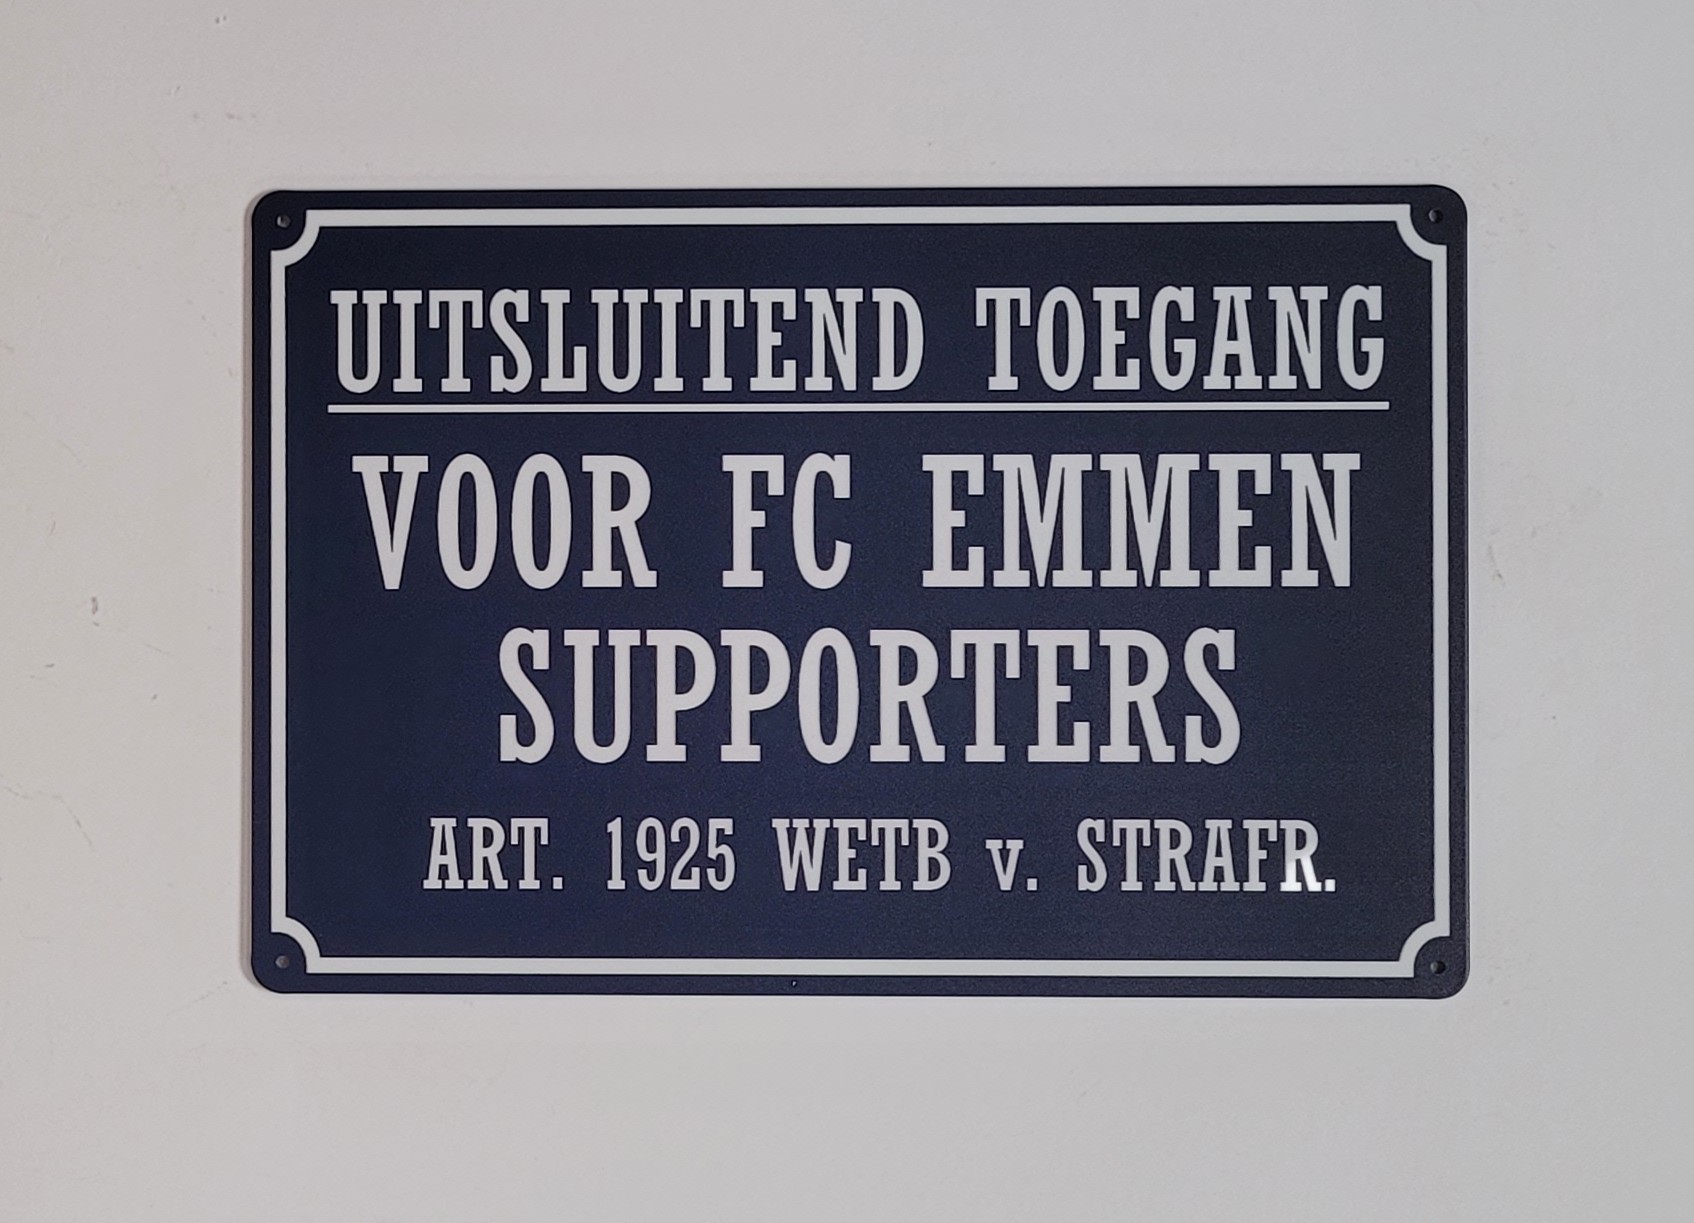 UITSLUITEND TOEGANG
VOOR FC EMMEN
SUPPORTERS
ART. 1925 WETB v. STRAFR.